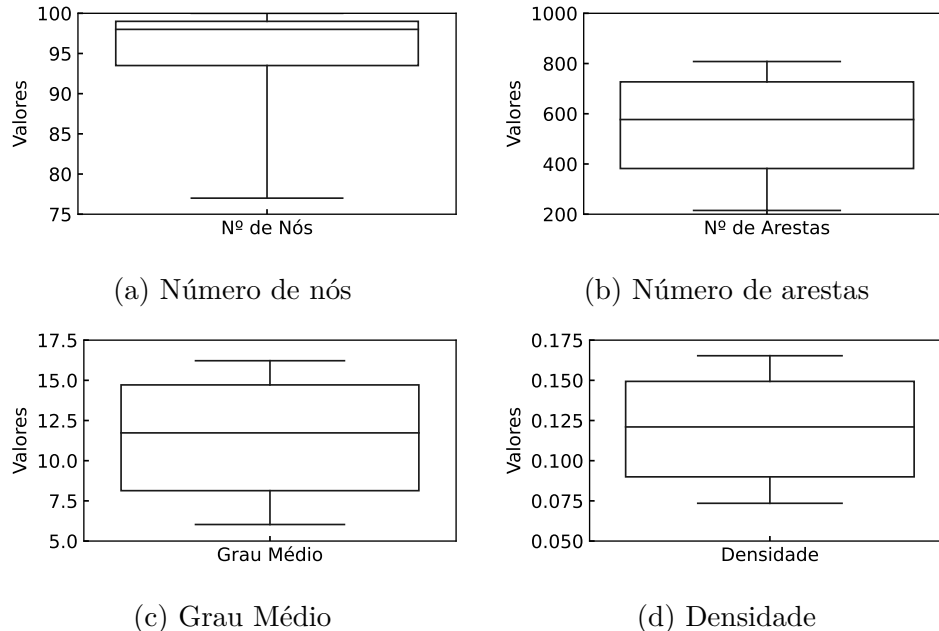 100
95
90
85
80
75
Valores
Nº de Nós
(a) Número de nós
1000
800
600
400
200
Valores
Nº de Arestas
(b) Número de arestas
17.5
15.0
12.5
10.0
7.5
5.0
Valores
Grau Médio
(c) Grau Médio
0.175
0.150
0.125
0.100
0.075
0.050
Valores
Densidade
(d) Densidade